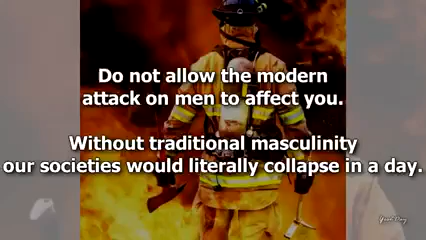 Do not allow the modern
attack on men to affect you.
Without traditional masculinity
our societies would literally collapse in a day.